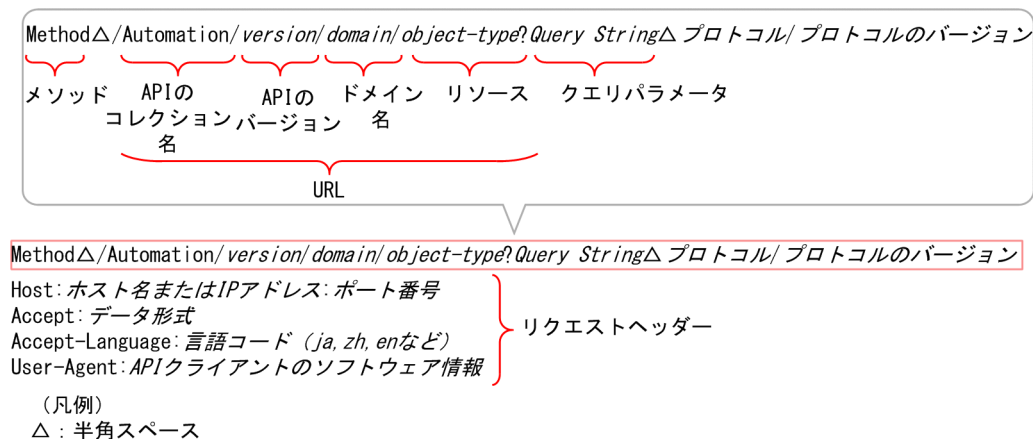 Method△/Automation/version/domain/object-type?Query String△プロトコル/プロトコルのバージョン
メソッド APIの APIの ドメイン リソース クエリパラメータ
コレクション バージョン 名
名
URL
Method△/Automation/version/domain/object-type?Query String△プロトコル/プロトコルのバージョン
Host:ホスト名またはIPアドレス:ポート番号
Accept:データ形式
リクエストヘッダー
Accept-Language:言語コード（ja,zh,enなど）
User-Agent:APIクライアントのソフトウェア情報
（凡例）
△：半角スペース